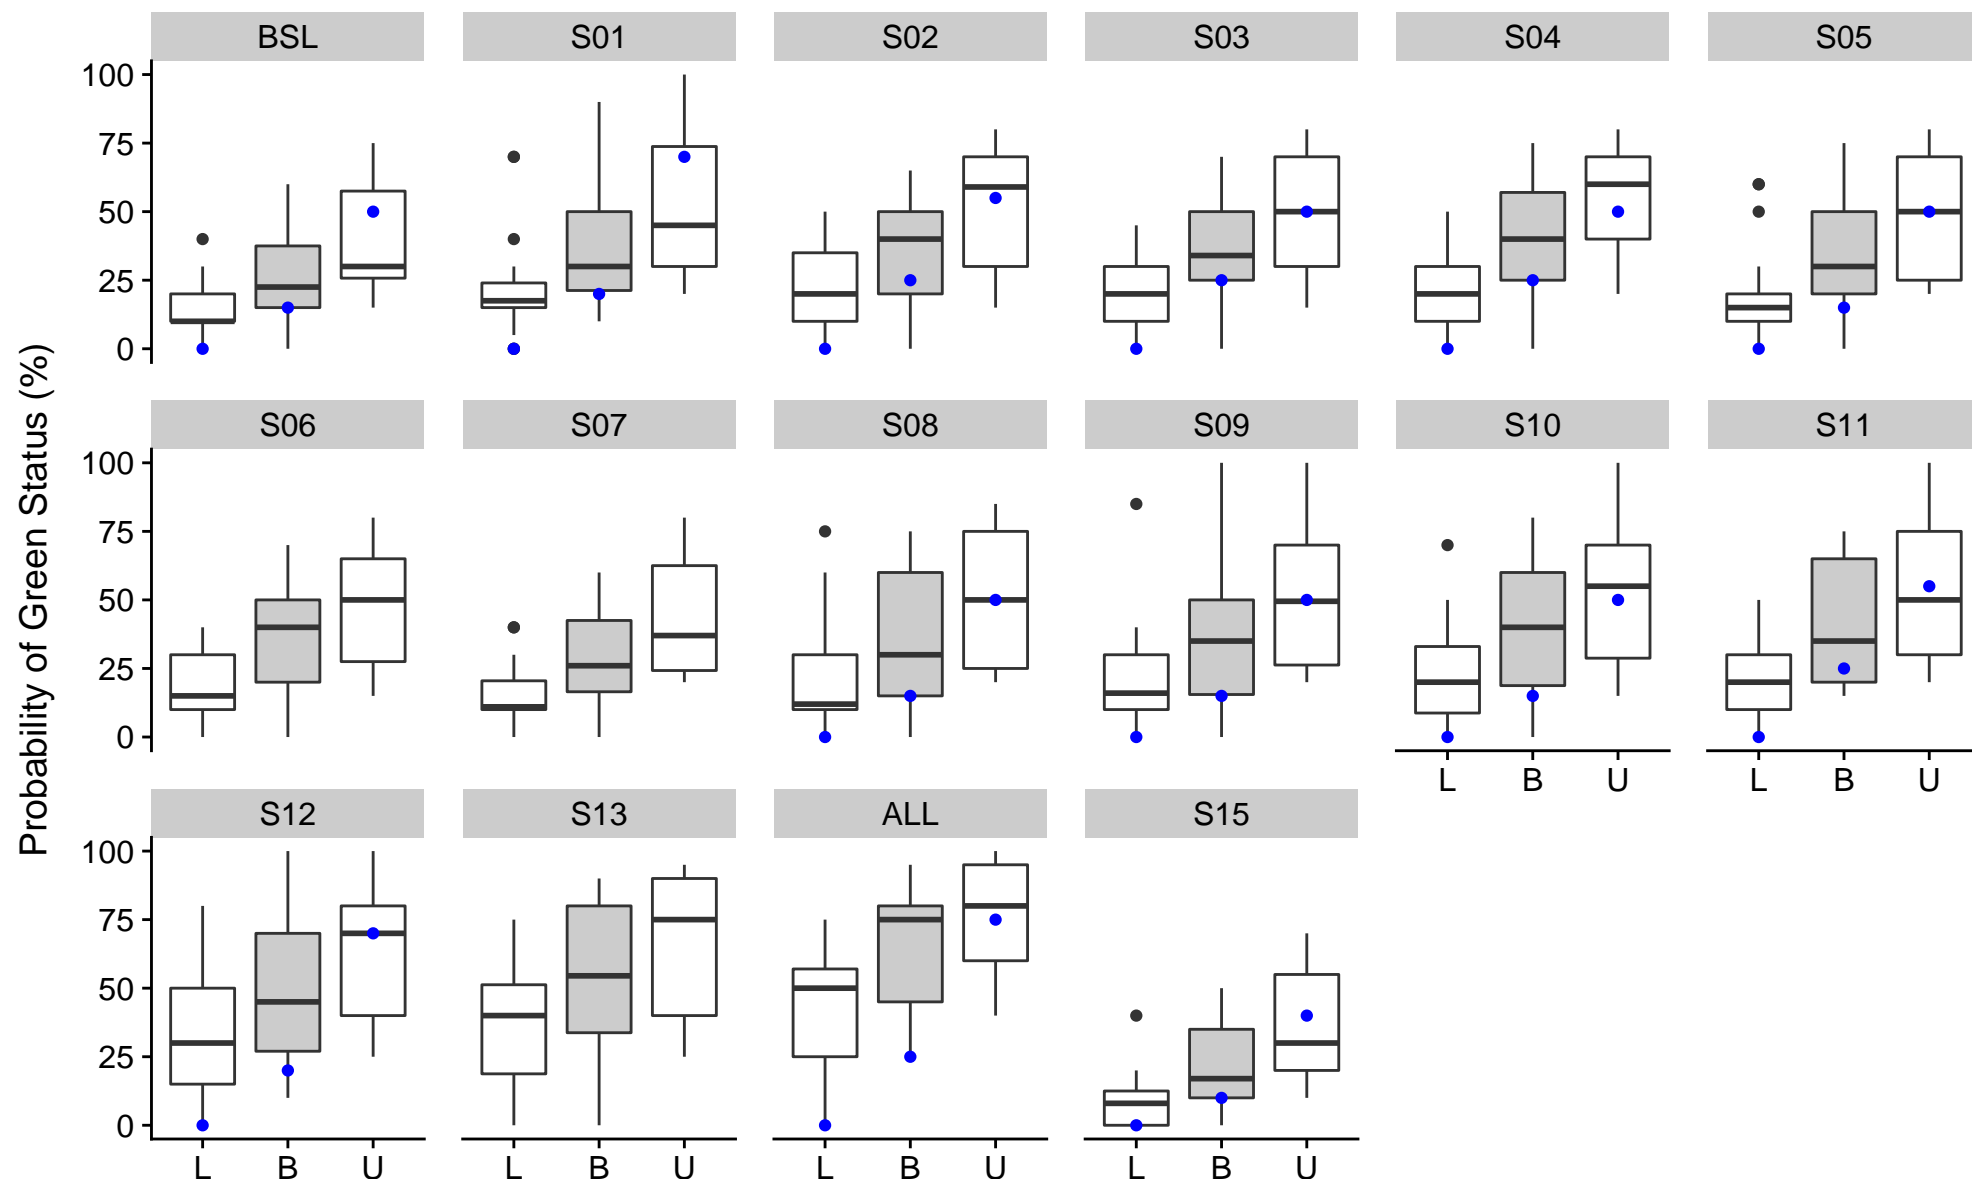 BSL S01 S02 S03 S04 S05
100
75
50
25
0
Probability of Green Status (%)
S06 S07 S08 S09 S10 S11
100
75
50
25
0
L B U L B U
S12 S13 ALL S15
100
75
50
25
0
L B U L B U L B U L B U